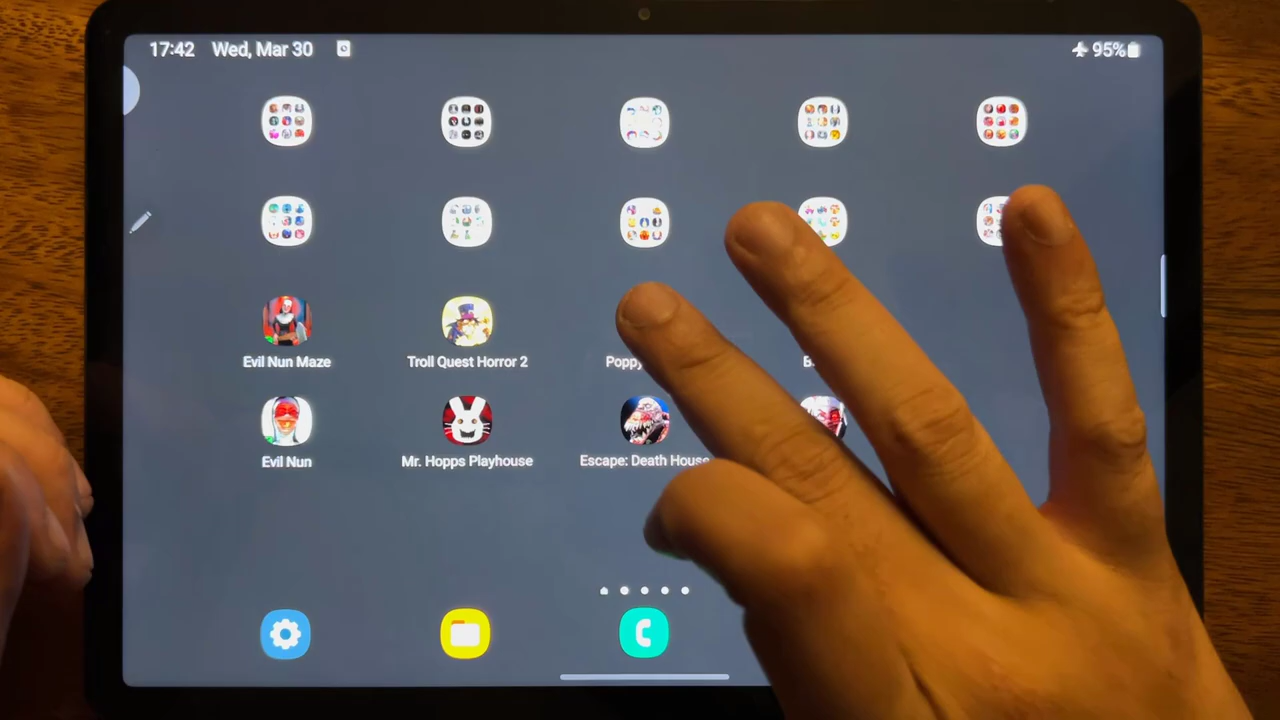 17:42 Wed, Mar 30 95%
Evil Nun Maze Troll Quest Horror 2 Poppy
Evil Nun Mr. Hopps Playhouse Escape: Death House